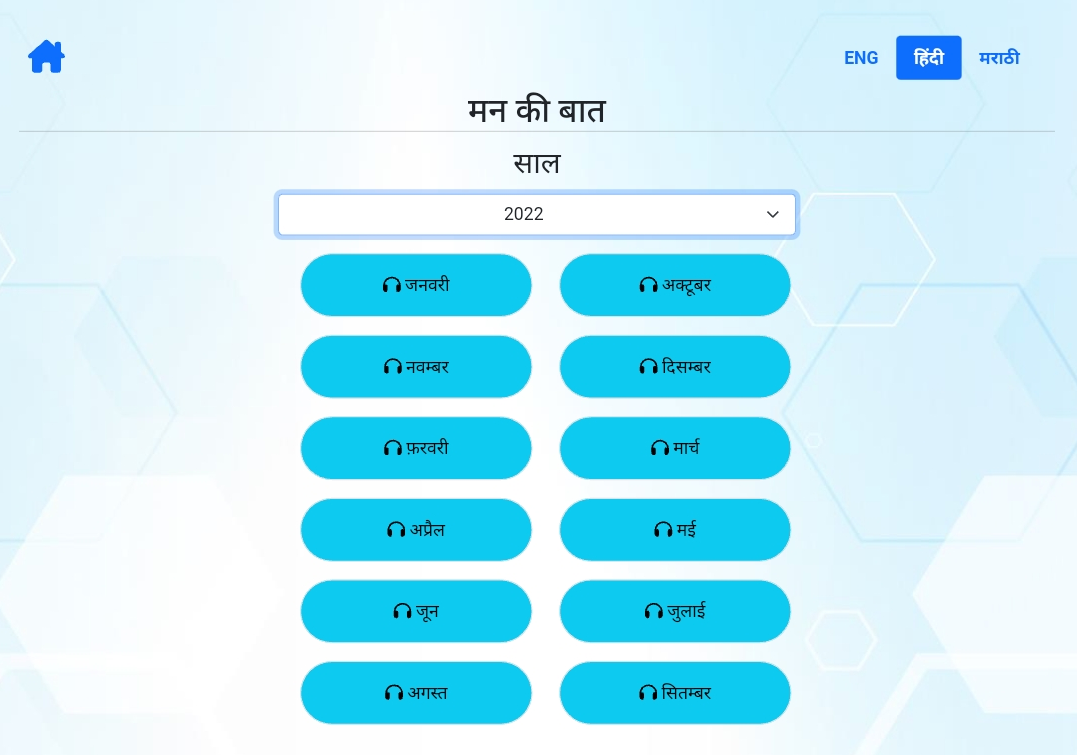 ENG हिंदी मराठी
मन की बात
साल
2022
जनवरी अक्टूबर
नवम्बर दिसम्बर
फ़रवरी मार्च
अप्रैल मई
जून जुलाई
अगस्त सितम्बर